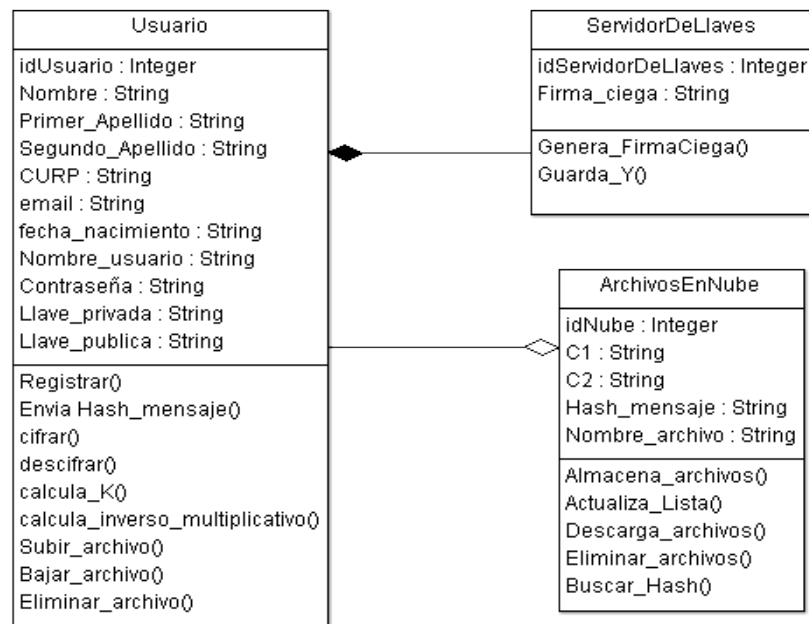 Usuario
idUsuario : Integer
Nombre : String
Primer_Apellido : String
Segundo_Apellido : String
CURP : String
email : String
fecha_nacimiento : String
Nombre_usuario : String
Contraseña : String
Llave_privada : String
Llave_publica : String
Registrar()
Envia Hash_mensaje()
cifrar()
descifrar()
calcula_K()
calcula_inverso_multiplicativo()
Subir_archivo()
Bajar_archivo()
Eliminar_archivo()
ServidorDeLlaves
idServidorDeLlaves : Integer
Firma_ciega : String
Genera_FirmaCiega()
Guarda_Y()
ArchivosEnNube
idNube : Integer
C1 : String
C2 : String
Hash_mensaje : String
Nombre_archivo : String
Almacena_archivos()
Actualiza_Lista()
Descarga_archivos()
Eliminar_archivos()
Buscar_Hash()